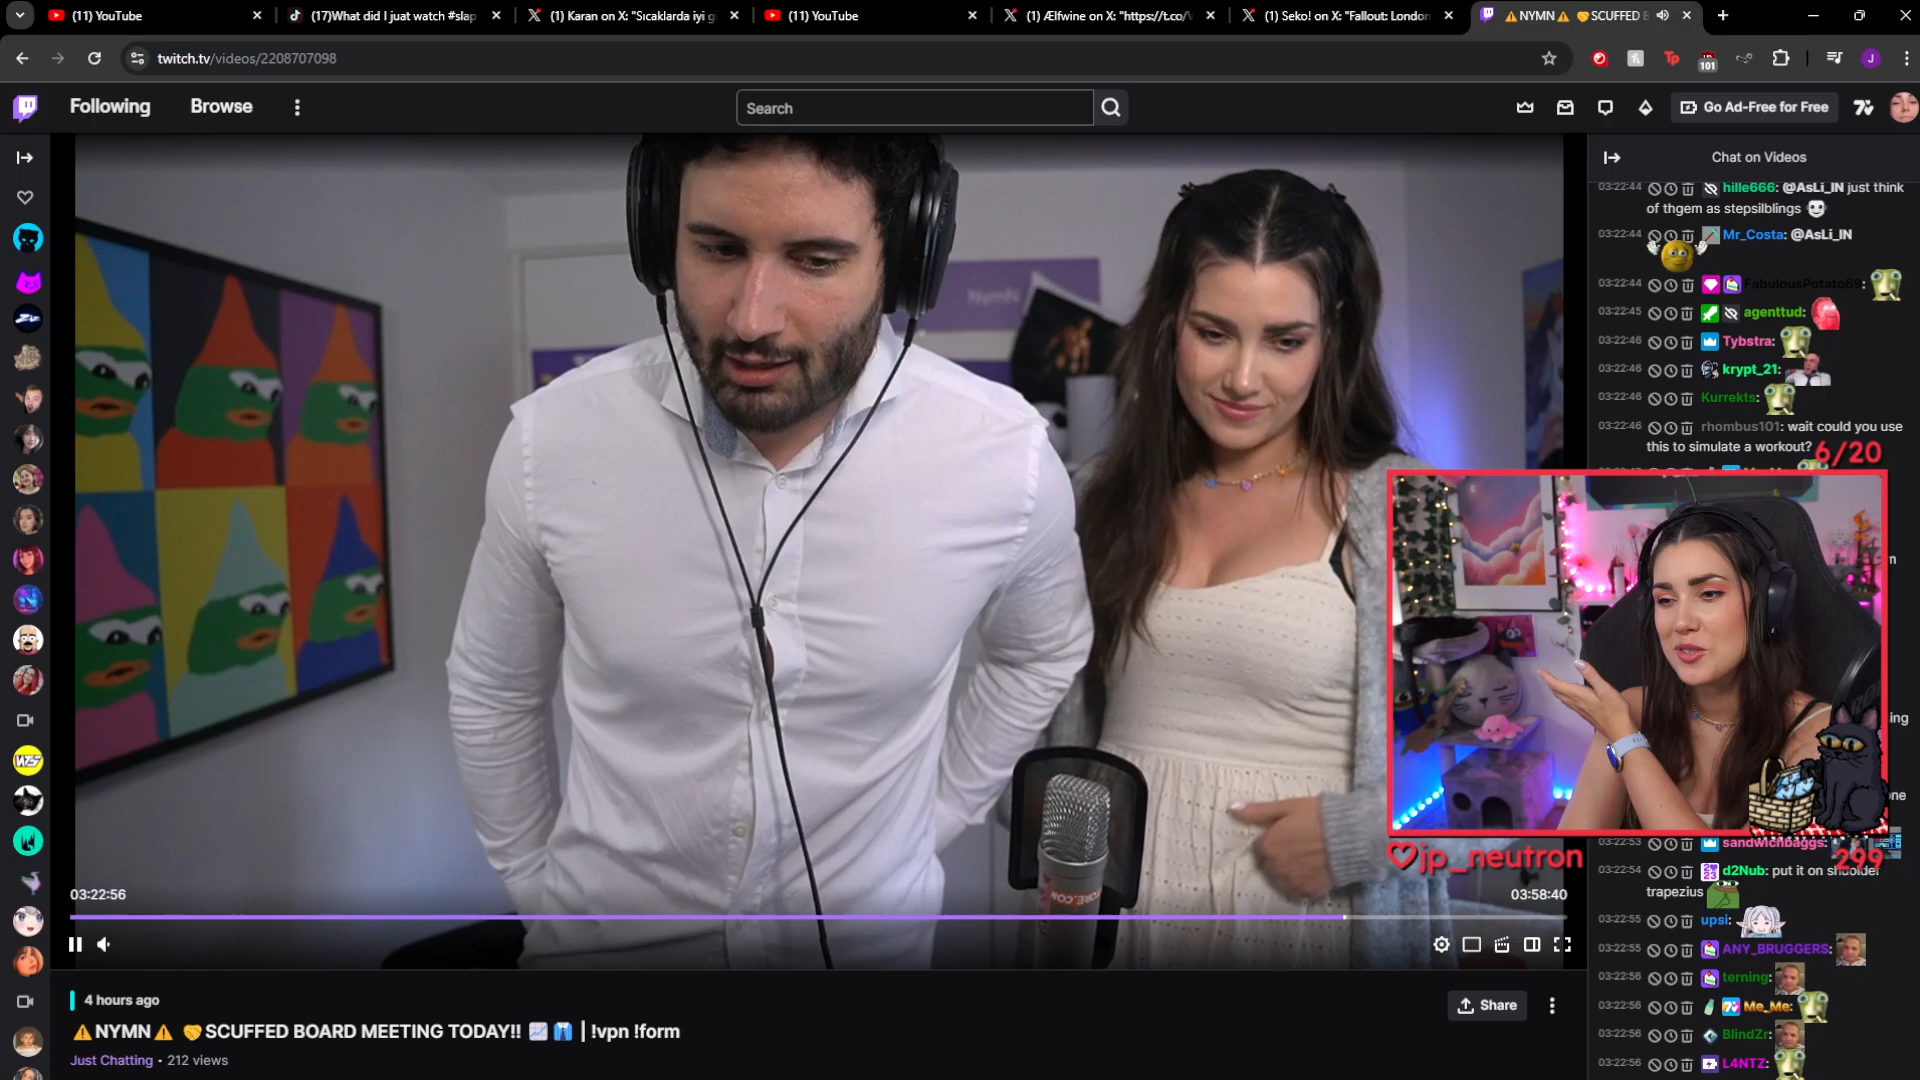 (11) YouTube
(17)What did I juat watch #slap
(1) Karan on X: "Sıcaklarda iyi g
(11) YouTube
(1) Ælfwine on X: "https://t.co/
(1) Seko! on X: "Fallout: London
⚠NYMN⚠ 🤝SCUFFED B
twitch.tv/videos/2208707098
Tp
101
J
Following
Browse
Search
Go Ad-Free for Free
Chat on Videos
03:22:44 hille666: @AsLi_IN just think
of thgem as stepsilblings
03:22:44 Mr_Costa: @AsLi_IN
03:22:44 FabulousPotato69:
03:22:45 agenttud:
03:22:46 Tybstra:
03:22:46 krypt_21:
03:22:46 Kurrekts:
03:22:46 rhombus101: wait could you use
this to simulate a workout?
6/20
NymN
jp_neutron
299
03:22:53 sandwichbaggs:
03:22:54 d2Nub: put it on shoulder
trapezius
03:22:55 upsi:
03:22:55 ANY_BRUGGERS:
03:22:56 terning:
03:22:56 Me_Me:
03:22:56 BlindZr:
03:22:56 L4NTZ:
03:22:56
03:58:40
4 hours ago
Share
⚠NYMN⚠ 🤝SCUFFED BOARD MEETING TODAY!! 📈 👔 | !vpn !form
Just Chatting • 212 views